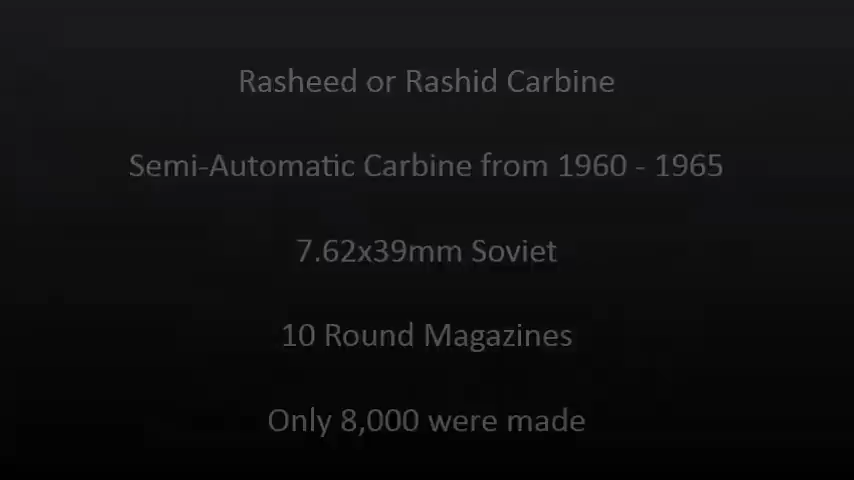 Rasheed or Rashid Carbine
Semi-Automatic Carbine from 1960 - 1965
7.62x39mm Soviet
10 Round Magazines
Only 8,000 were made